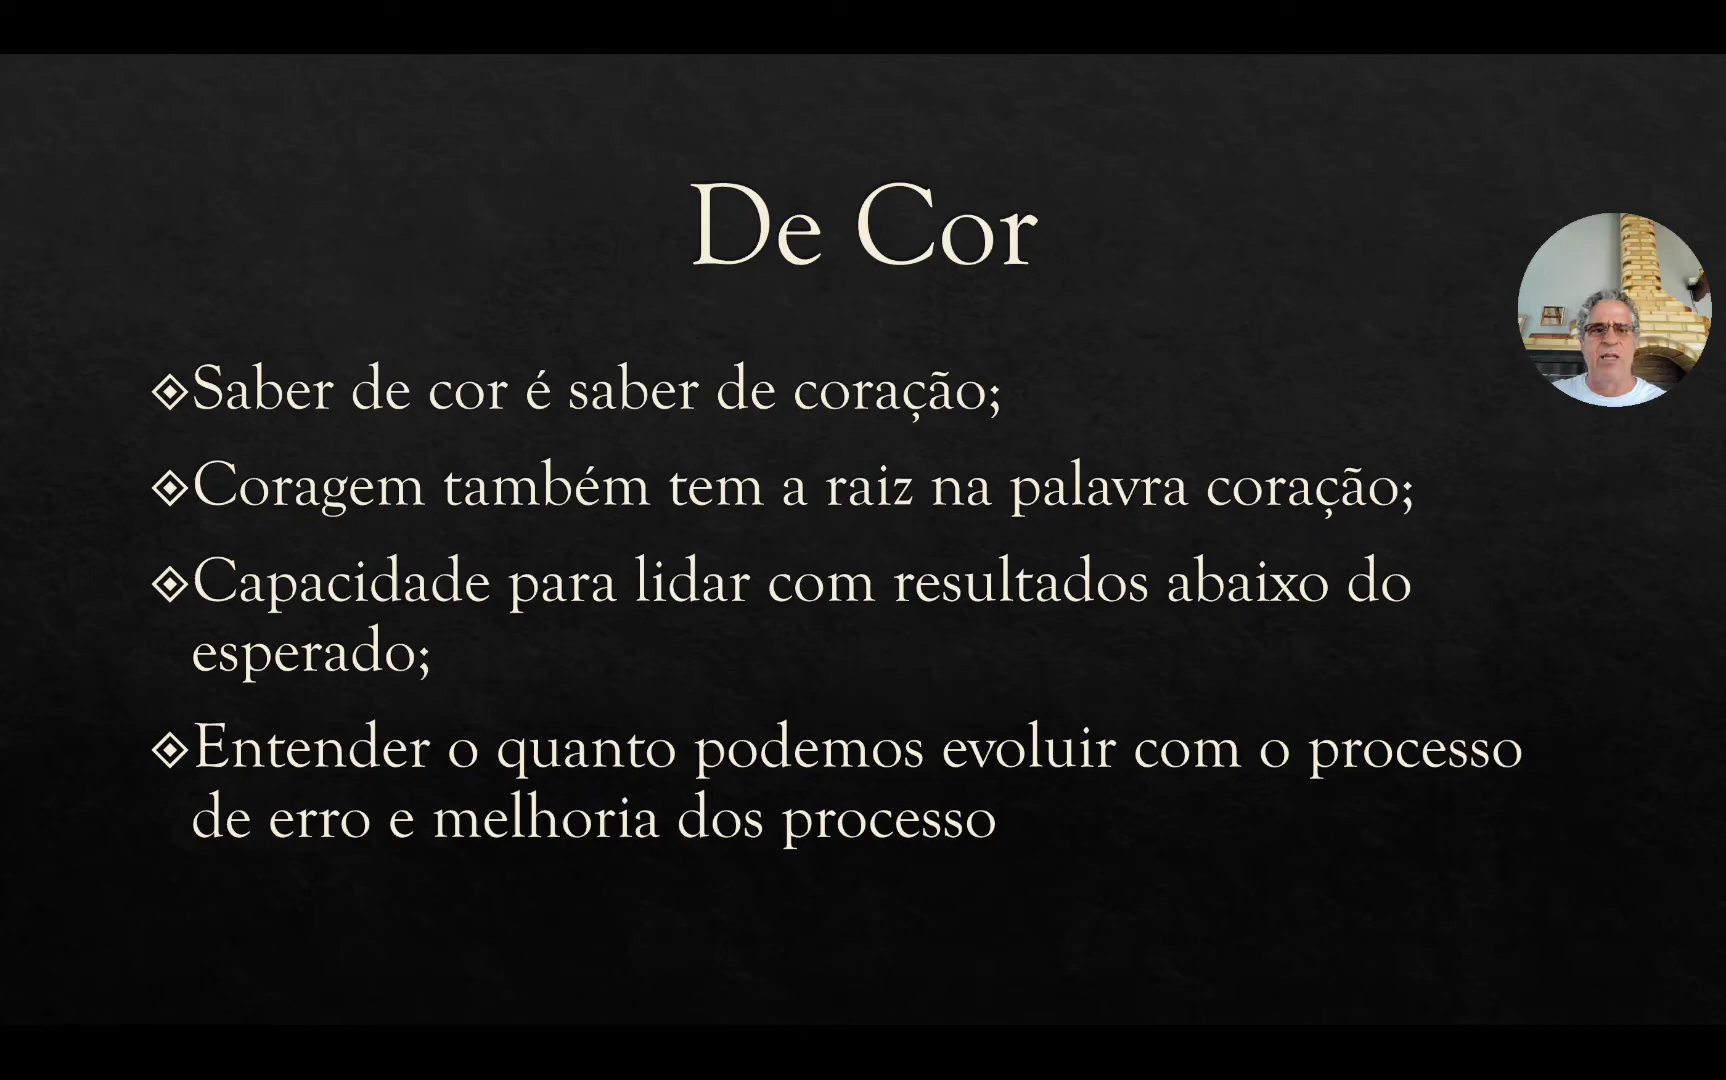 De Cor
Saber de cor é saber de coração;
Coragem também tem a raiz na palavra coração;
Capacidade para lidar com resultados abaixo do
esperado;
Entender o quanto podemos evoluir com o processo
de erro e melhoria dos processo